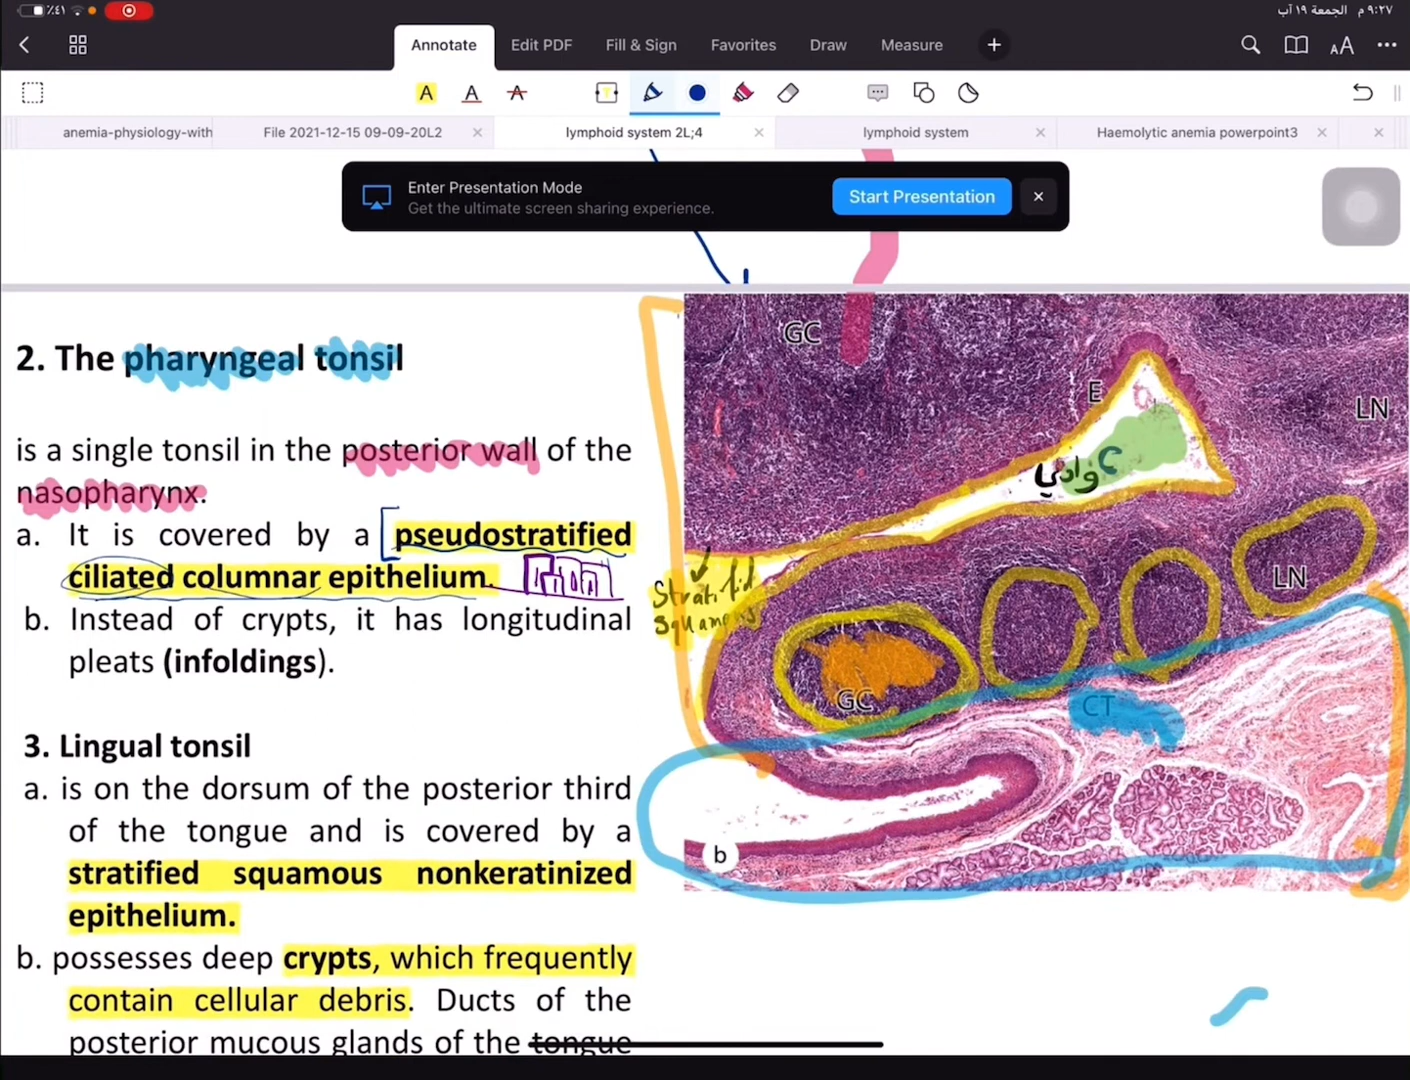 ٪٤١
٩:٢٧ م الجمعة ١٩ آب
Annotate
Edit PDF
Fill & Sign
Favorites
Draw
Measure
AA
A A A
T
anemia-physiology-with
File 2021-12-15 09-09-20L2
lymphoid system 2L;4
lymphoid system
Haemolytic anemia powerpoint3
Enter Presentation Mode
Get the ultimate screen sharing experience.
Start Presentation
2. The pharyngeal tonsil
is a single tonsil in the posterior wall of the
nasopharynx.
a. It is covered by a pseudostratified
ciliated columnar epithelium.
b. Instead of crypts, it has longitudinal
pleats (infoldings).
3. Lingual tonsil
a. is on the dorsum of the posterior third
of the tongue and is covered by a
stratified squamous nonkeratinized
epithelium.
b. possesses deep crypts, which frequently
contain cellular debris. Ducts of the
posterior mucous glands of the tongue
GC
E
LN
C
وادي
LN
Squamous
GC
CT
b